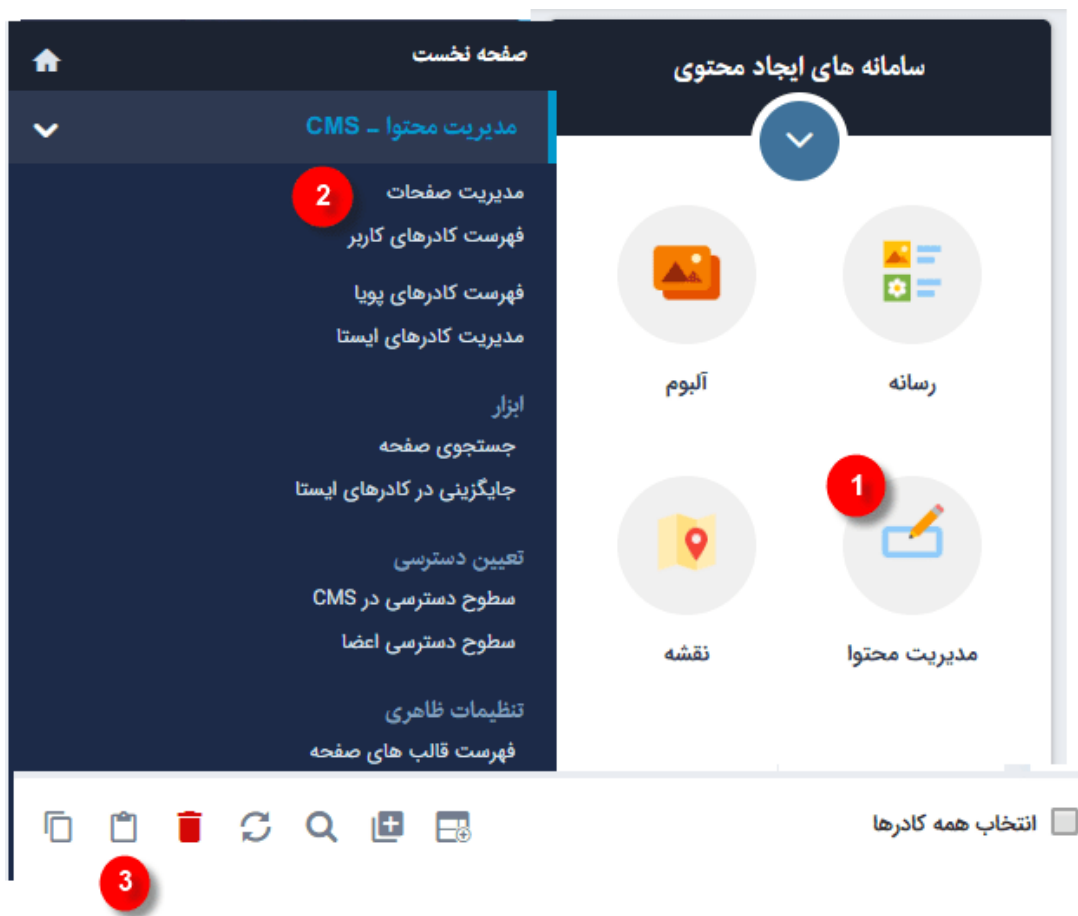 سامانه های ایجاد محتوی
رسانه
آلبوم
1
مدیریت محتوا
نقشه
صفحه نخست
مدیریت محتوا - CMS
مدیریت صفحات
2
فهرست کادرهای کاربر
فهرست کادرهای پویا
مدیریت کادرهای ایستا
ابزار
جستجوی صفحه
جایگزینی در کادرهای ایستا
تعیین دسترسی
سطوح دسترسی در CMS
سطوح دسترسی اعضا
تنظیمات ظاهری
فهرست قالب های صفحه
انتخاب همه کادرها
3